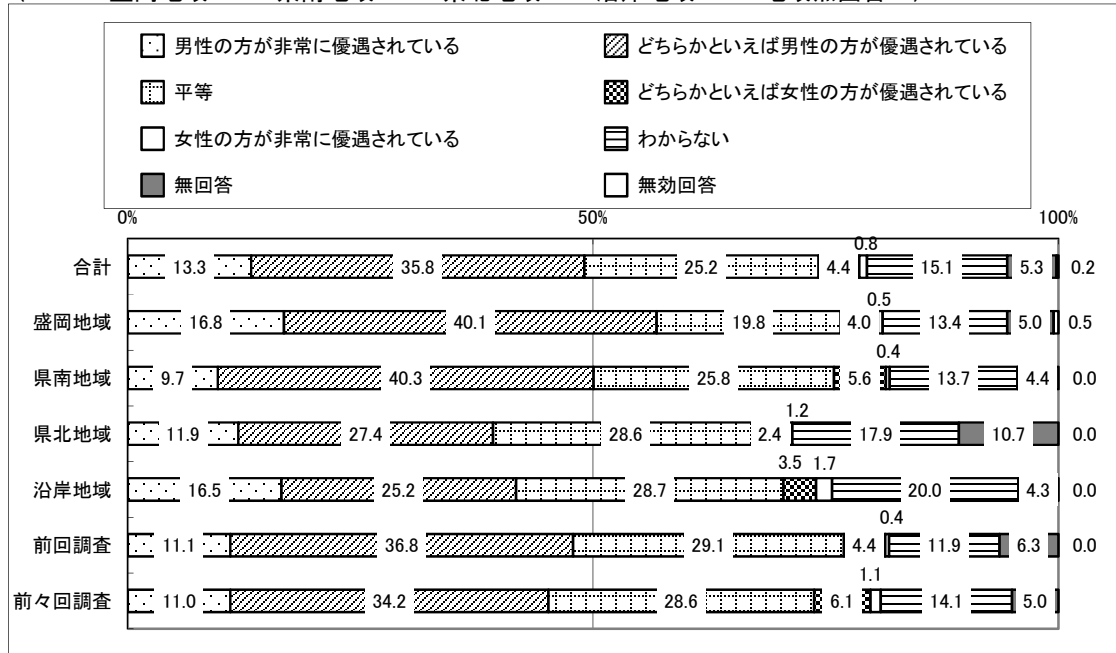 男性の方が非常に優遇されている どちらかといえば男性の方が優遇されている
平等 どちらかといえば女性の方が優遇されている
女性の方が非常に優遇されている わからない
無回答 無効回答
0% 50% 100%
0.8
合計 13.3 35.8 25.2 4.4 15.1 5.3 0.2
0.5
盛岡地域 16.8 40.1 19.8 4.0 13.4 5.0 0.5
0.4
県南地域 9.7 40.3 25.8 5.6 13.7 4.4 0.0
1.2
県北地域 11.9 27.4 28.6 2.4 17.9 10.7 0.0
3.5 1.7
沿岸地域 16.5 25.2 28.7 20.0 4.3 0.0
0.4
前回調査 11.1 36.8 29.1 4.4 11.9 6.3 0.0
1.1
前々回調査 11.0 34.2 28.6 6.1 14.1 5.0